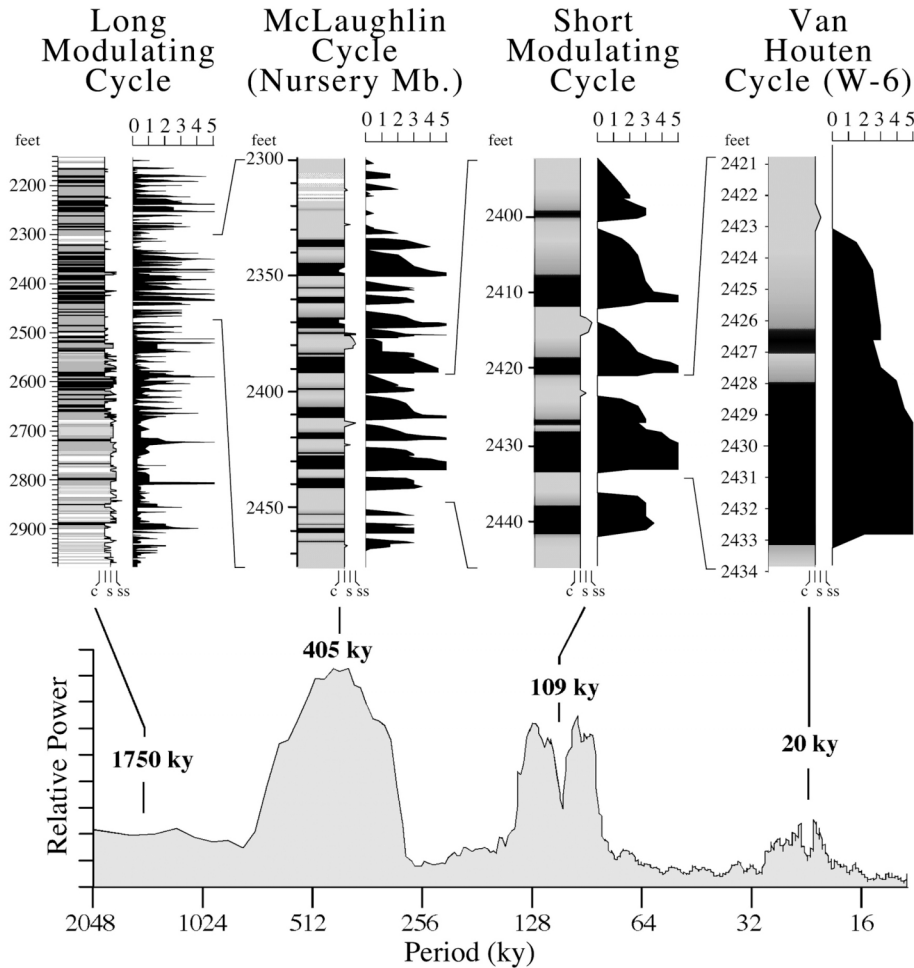 Long
Modulating
Cycle
McLaughlin
Cycle
(Nursery Mb.)
Short
Modulating
Cycle
Van
Houten
Cycle (W-6)
feet
0 1 2 3 4 5
2200
2300
2400
2500
2600
2700
2800
2900
c s ss
feet
0 1 2 3 4 5
2300
2350
2400
2450
c s ss
feet
0 1 2 3 4 5
2400
2410
2420
2430
2440
c s ss
feet
0 1 2 3 4 5
2421
2422
2423
2424
2425
2426
2427
2428
2429
2430
2431
2432
2433
2434
c s ss
1750 ky
405 ky
109 ky
20 ky
Relative Power
2048 1024 512 256 128 64 32 16
Period (ky)